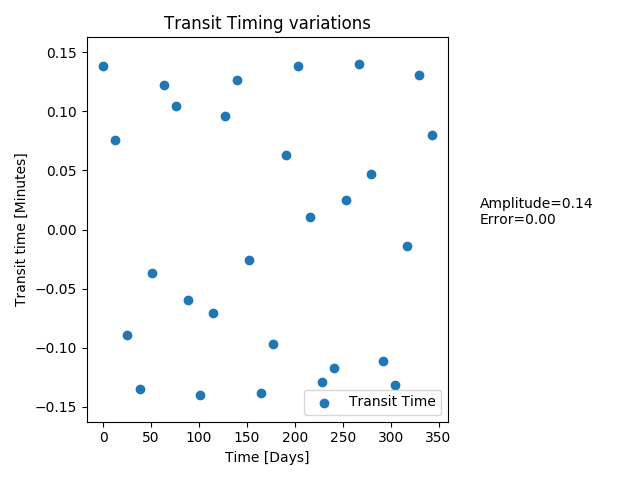 Transit Timing variations
Transit time [Minutes]
0.15
0.10
0.05
0.00
−0.05
−0.10
−0.15
Amplitude=0.14
Error=0.00
Transit Time
0 50 100 150 200 250 300 350
Time [Days]